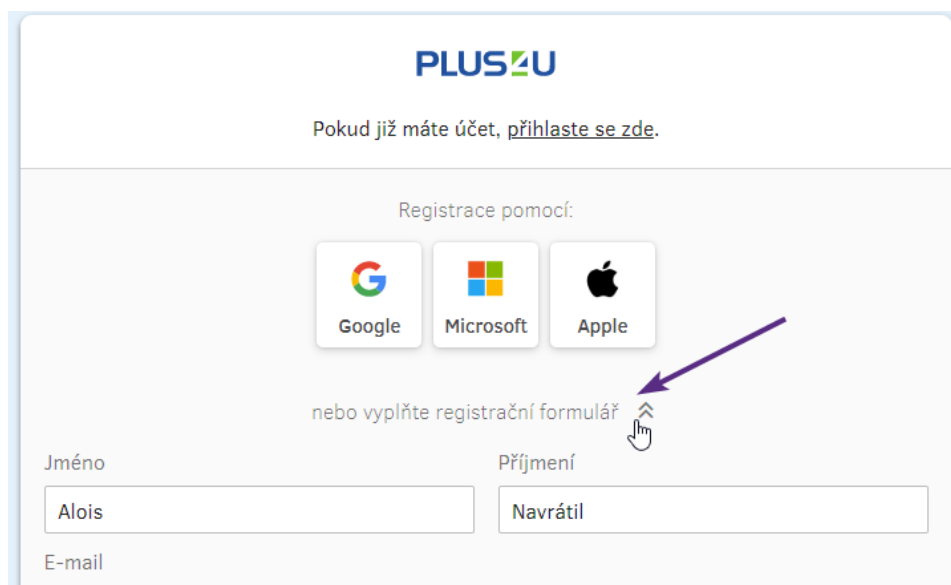 PLUS4U
Pokud již máte účet, přihlaste se zde.
Registrace pomocí:
Google Microsoft Apple
nebo vyplňte registrační formulář
Jméno Příjmení
Alois Navrátil
E-mail